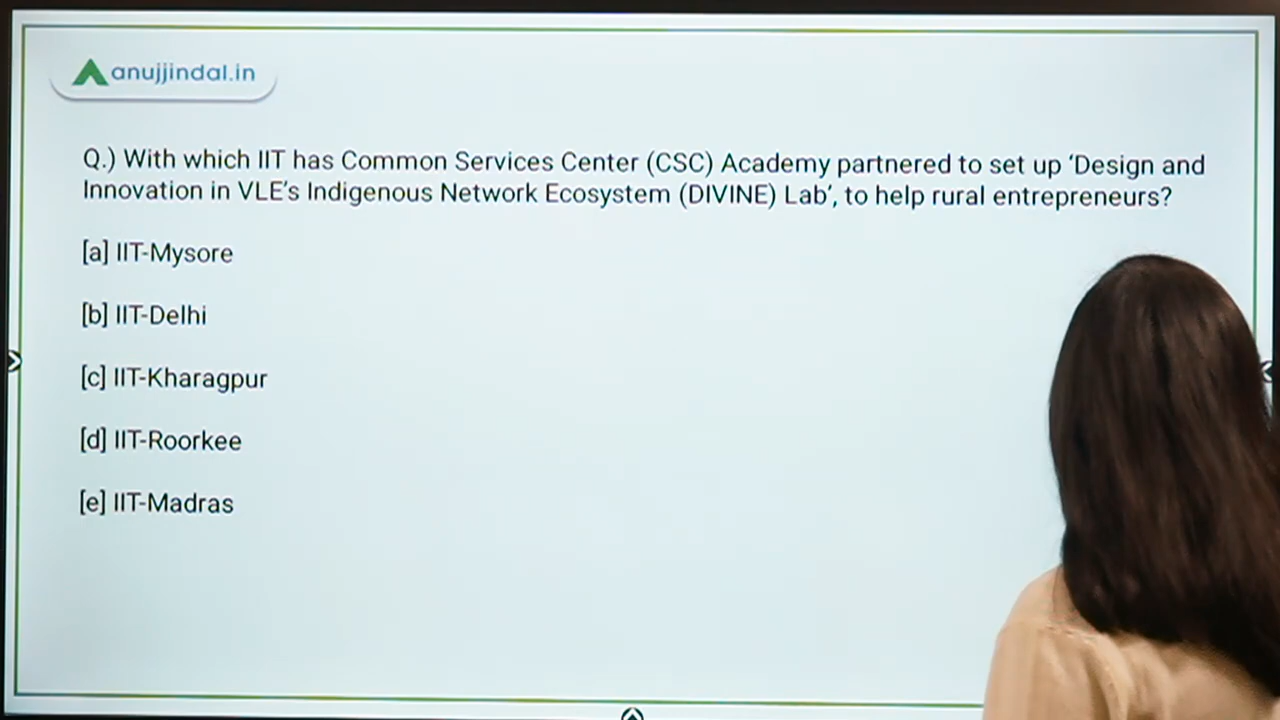 anujjindal.in
Q.) With which IIT has Common Services Center (CSC) Academy partnered to set up ‘Design and
Innovation in VLE’s Indigenous Network Ecosystem (DIVINE) Lab’, to help rural entrepreneurs?
[a] IIT-Mysore
[b] IIT-Delhi
[c] IIT-Kharagpur
[d] IIT-Roorkee
[e] IIT-Madras